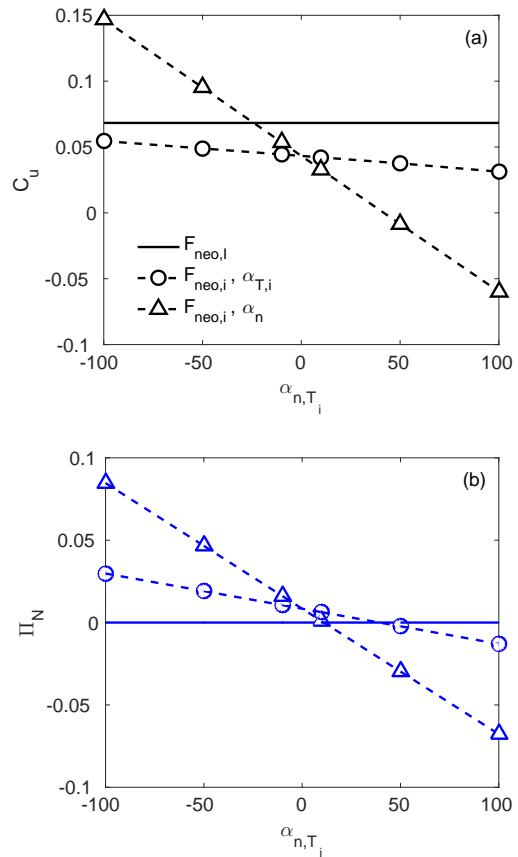 0.15
(a)
0.1
0.05
C_u
0
F_neo,I
F_neo,i , α_T,i
-0.05
F_neo,i , α_n
-0.1
-100 -50 0 50 100
α_n,T_i
0.1
(b)
0.05
Π_N
0
-0.05
-0.1
-100 -50 0 50 100
α_n,T_i